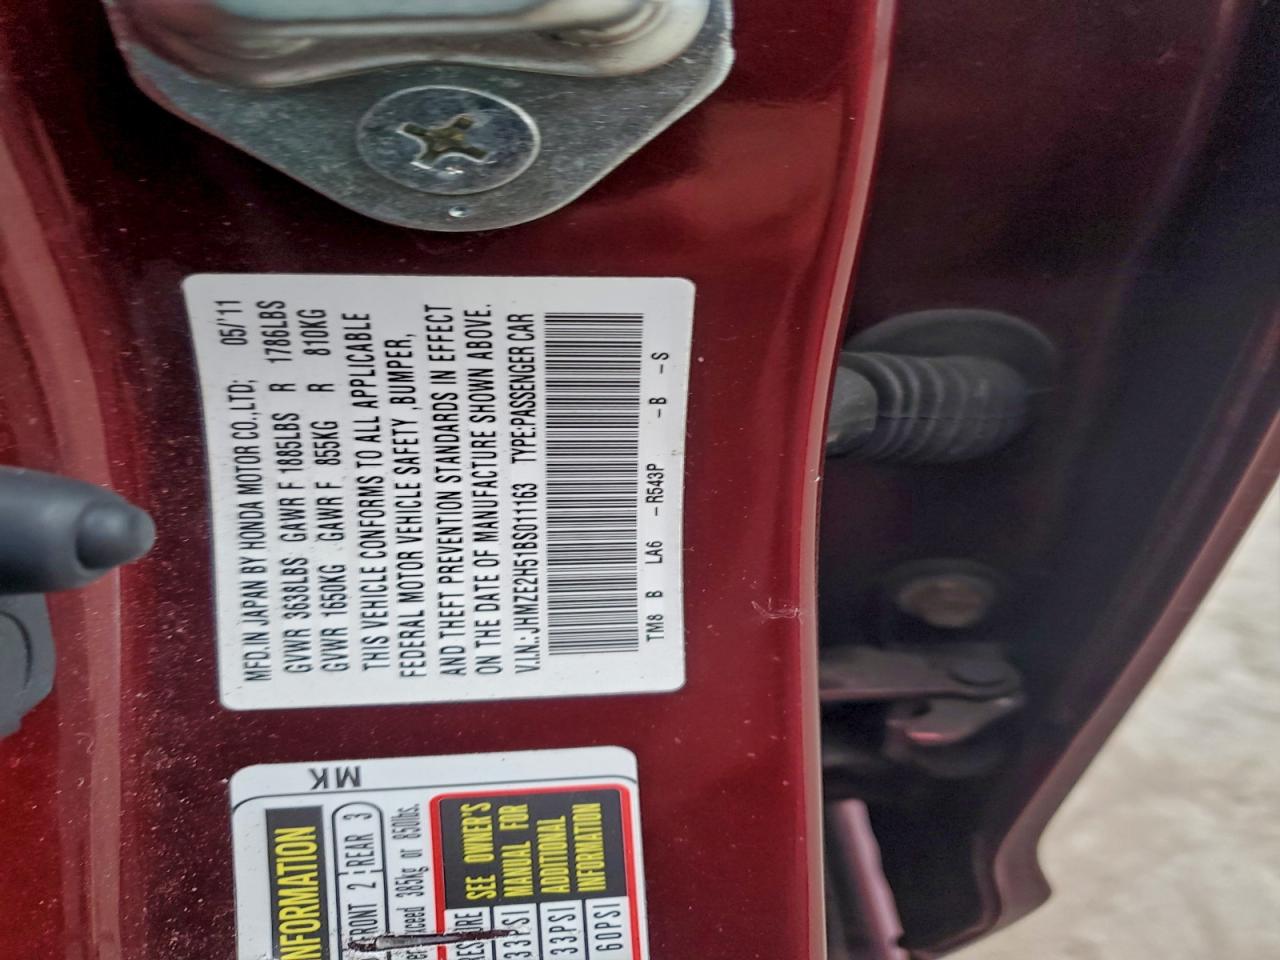 MFD.IN JAPAN BY HONDA MOTOR CO.,LTD: 05/'11
GVWR 3638LBS GAWR F 1885LBS R 1786LBS
GVWR 1650KG GAWR F 855KG R 810KG
THIS VEHICLE CONFORMS TO ALL APPLICABLE
FEDERAL MOTOR VEHICLE SAFETY ,BUMPER,
AND THEFT PREVENTION STANDARDS IN EFFECT
ON THE DATE OF MANUFACTURE SHOWN ABOVE.
V.I.N.:JHMZE2H51BS011163 TYPE:PASSENGER CAR
TM8 B LA6 -R543P -B -S
MK
FRONT 2 REAR 3
385kg or 850lbs.
SEE OWNER'S
MANUAL FOR
ADDITIONAL
INFORMATION
33PSI
33PSI
60PSI